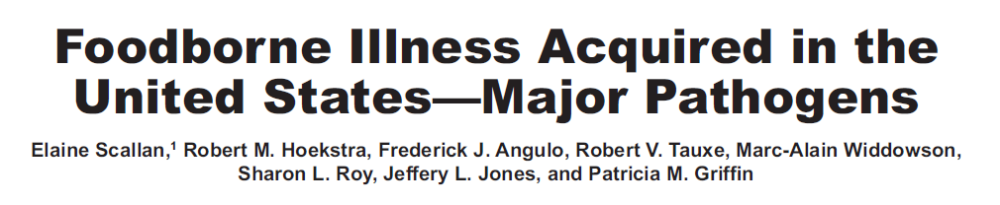 Foodborne Illness Acquired in the
United States—Major Pathogens
Elaine Scallan,¹ Robert M. Hoekstra, Frederick J. Angulo, Robert V. Tauxe, Marc-Alain Widdowson,
Sharon L. Roy, Jeffery L. Jones, and Patricia M. Griffin